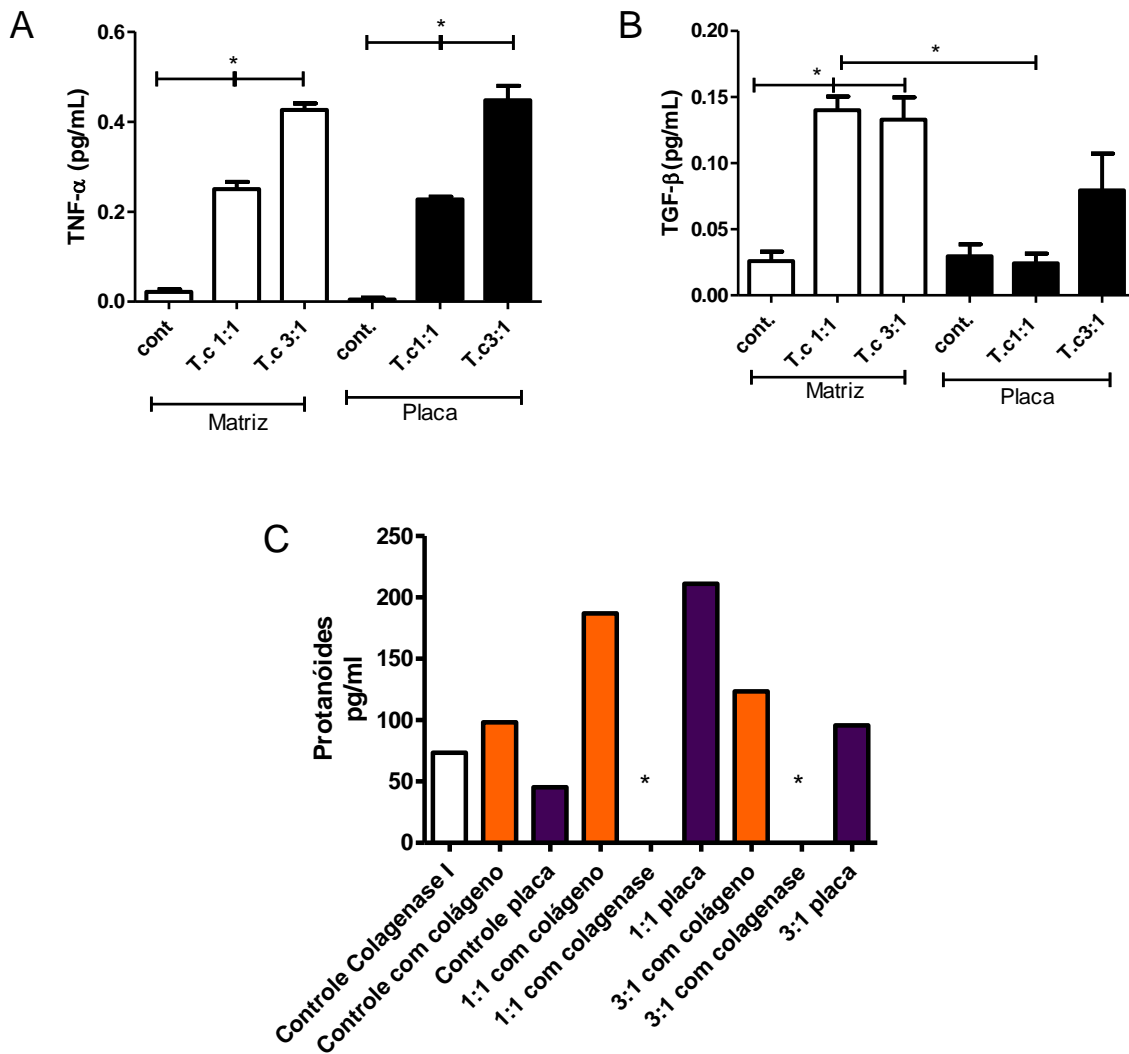 A
TNF-α (pg/mL)
0.6
0.4
0.2
0.0
*
*
cont
T.c 1:1
T.c 3:1
cont.
T.c1:1
T.c3:1
Matriz
Placa
B
TGF-β (pg/mL)
0.20
0.15
0.10
0.05
0.00
*
*
cont.
T.c 1:1
T.c 3:1
cont.
T.c1:1
T.c3:1
Matriz
Placa
C
Protanóides
pg/ml
250
200
150
100
50
0
*
*
Controle Colagenase I
Controle com colágeno
Controle placa
1:1 com colágeno
1:1 com colagenase
1:1 placa
3:1 com colágeno
3:1 com colagenase
3:1 placa